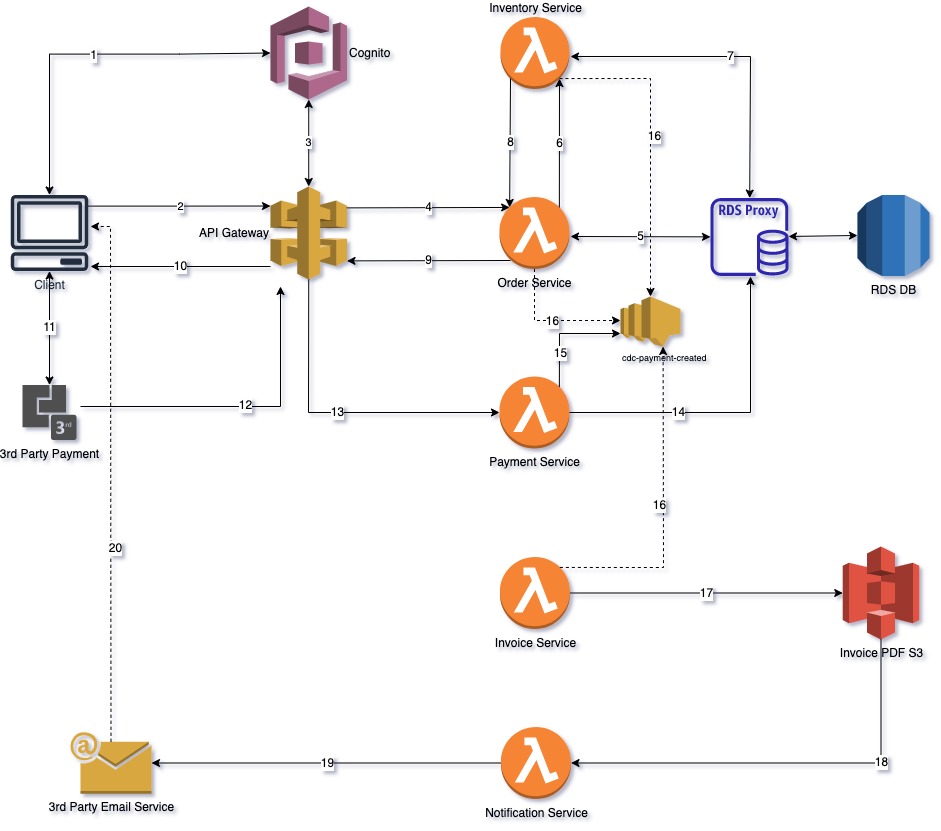 Inventory Service
1
Cognito
7
16
3
8
6
2
4
RDS Proxy
API Gateway
5
9
10
Client
Order Service
RDS DB
11
16
15
cdc-payment-created
12
13
14
3rd
3rd Party Payment
Payment Service
16
20
17
Invoice Service
Invoice PDF S3
@
19
18
3rd Party Email Service
Notification Service